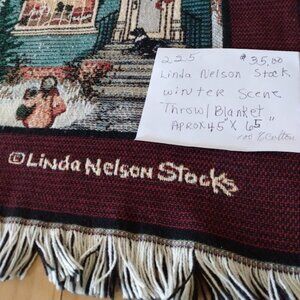 225 $35.00
Linda Nelson Stock
winter Scene
Throw/Blanket
Aprox 45" X 65"
©Linda Nelson Stocks